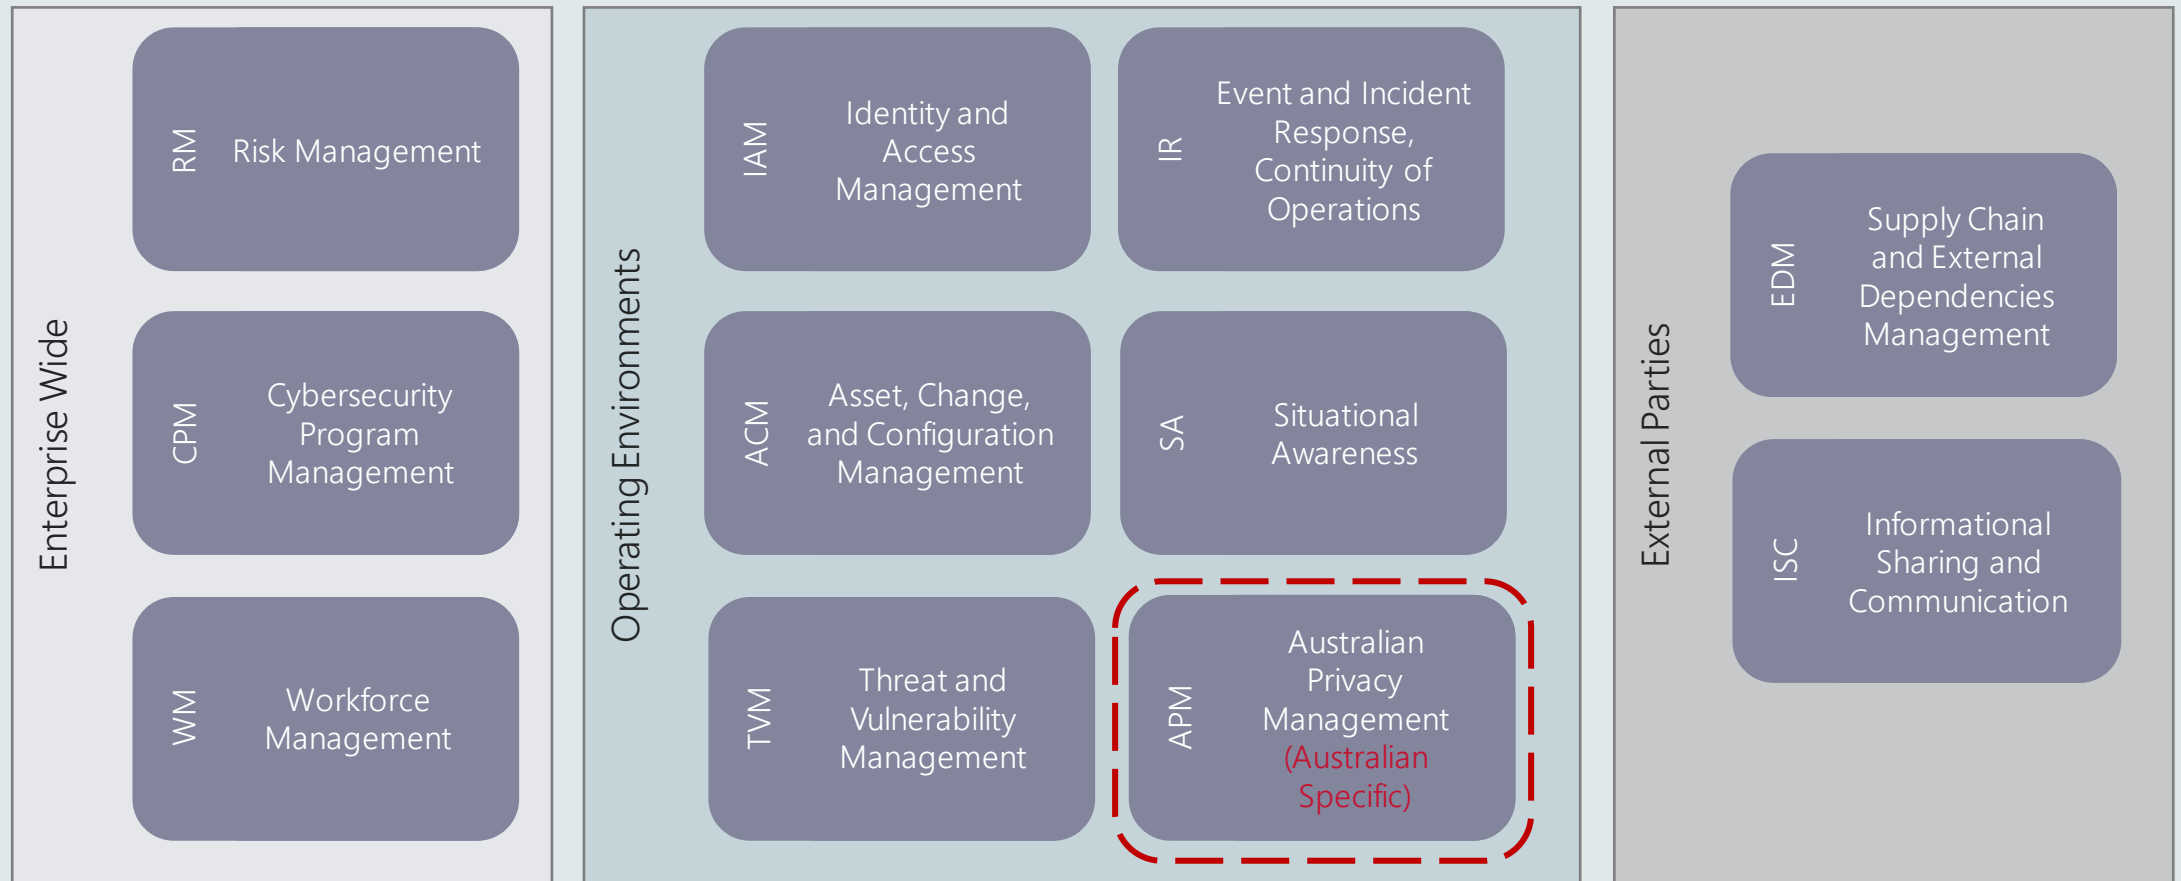 Enterprise Wide
RM
Risk Management
CPM
Cybersecurity
Program
Management
WM
Workforce
Management
Operating Environments
IAM
Identity and
Access
Management
IR
Event and Incident
Response,
Continuity of
Operations
ACM
Asset, Change,
and Configuration
Management
SA
Situational
Awareness
TVM
Threat and
Vulnerability
Management
APM
Australian
Privacy
Management
(Australian
Specific)
External Parties
EDM
Supply Chain
and External
Dependencies
Management
ISC
Informational
Sharing and
Communication